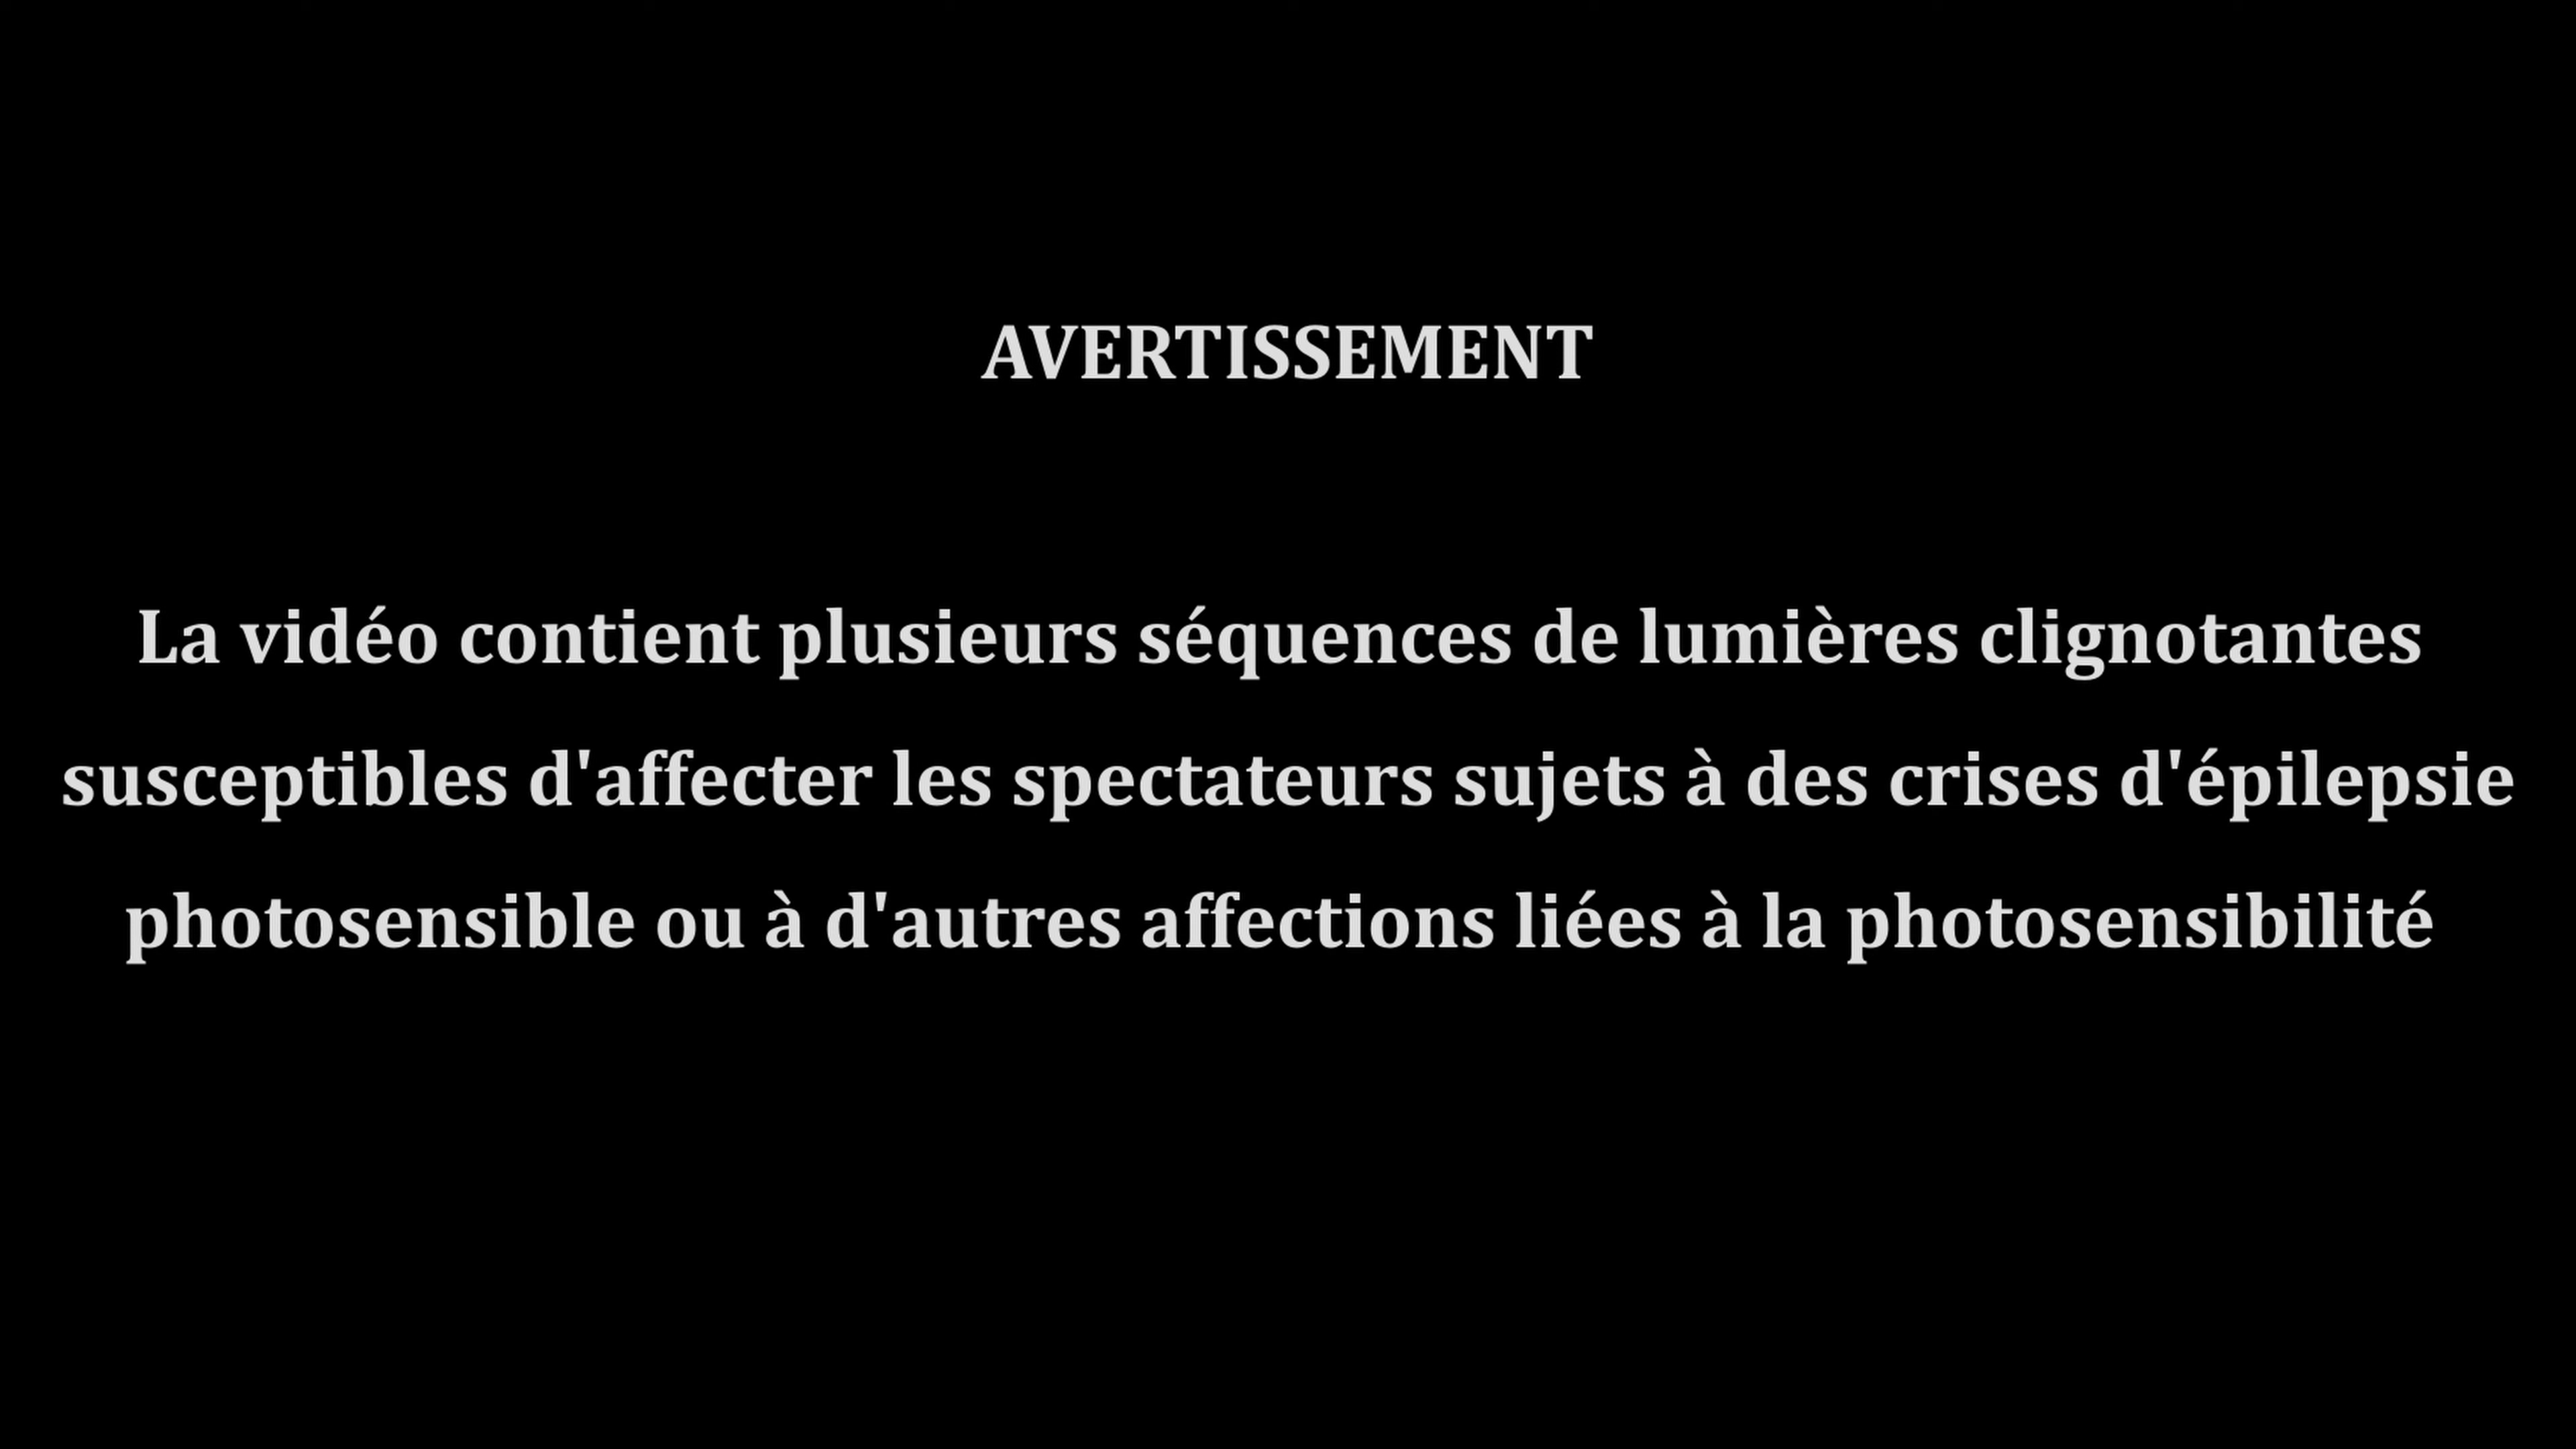 AVERTISSEMENT
La vidéo contient plusieurs séquences de lumières clignotantes
susceptibles d'affecter les spectateurs sujets à des crises d'épilepsie
photosensible ou à d'autres affections liées à la photosensibilité